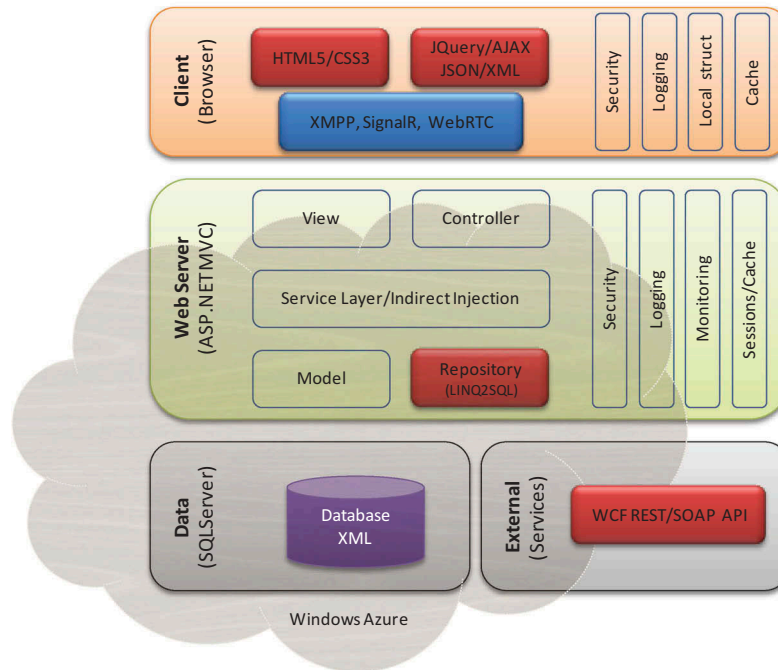 Client
(Browser)
HTML5/CSS3
JQuery/AJAX
JSON/XML
XMPP, SignalR, WebRTC
Security
Logging
Local struct
Cache
Web Server
(ASP.NETMVC)
View
Controller
Service Layer/Indirect Injection
Model
Repository
(LINQ2SQL)
Security
Logging
Monitoring
Sessions/Cache
Data
(SQLServer)
Database
XML
External
(Services)
WCF REST/SOAP API
Windows Azure